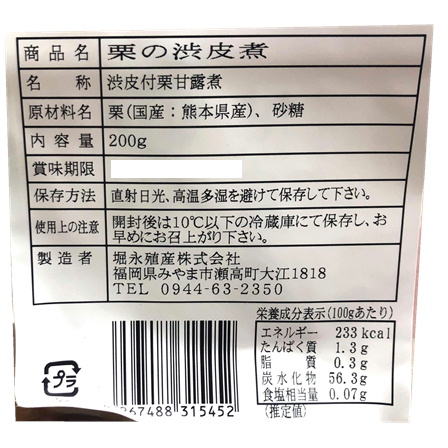 商品名 栗の渋皮煮
名称 渋皮付栗甘露煮
原材料名 栗(国産：熊本県産)、砂糖
内容量 200g
賞味期限
保存方法 直射日光、高温多湿を避けて保存して下さい。
使用上の注意 開封後は10℃以下の冷蔵庫にて保存し、お
早めにお召上がり下さい。
製造者 堀永殖産株式会社
福岡県みやま市瀬高町大江1818
TEL 0944-63-2350
栄養成分表示(100gあたり)
エネルギー 233kcal
たんぱく質 1.3g
脂質 0.3g
炭水化物 56.3g
食塩相当量 0.07g
(推定値)
プラ
267488 315452